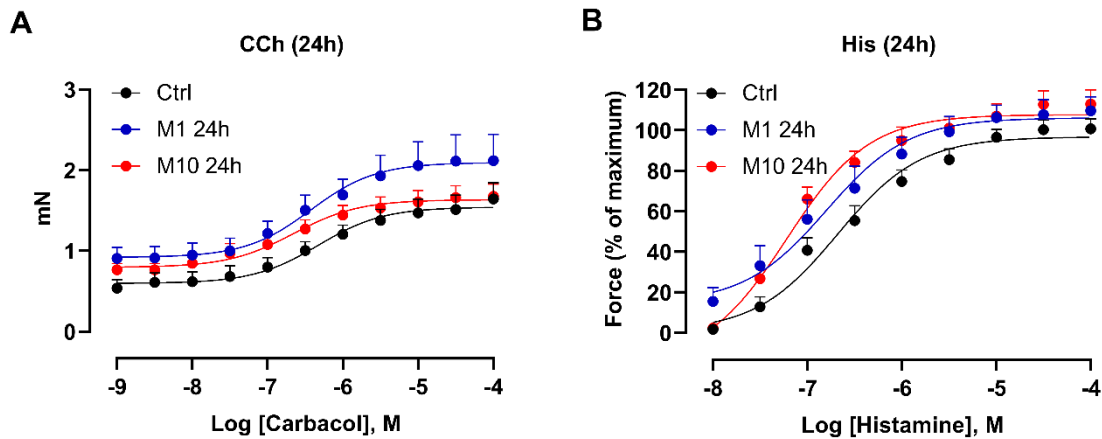 A
CCh (24h)
3
2
1
0
mN
Ctrl
M1 24h
M10 24h
-9
-8
-7
-6
-5
-4
Log [Carbacol], M
B
His (24h)
120
100
80
60
40
20
0
Force (% of maximum)
Ctrl
M1 24h
M10 24h
-8
-7
-6
-5
-4
Log [Histamine], M